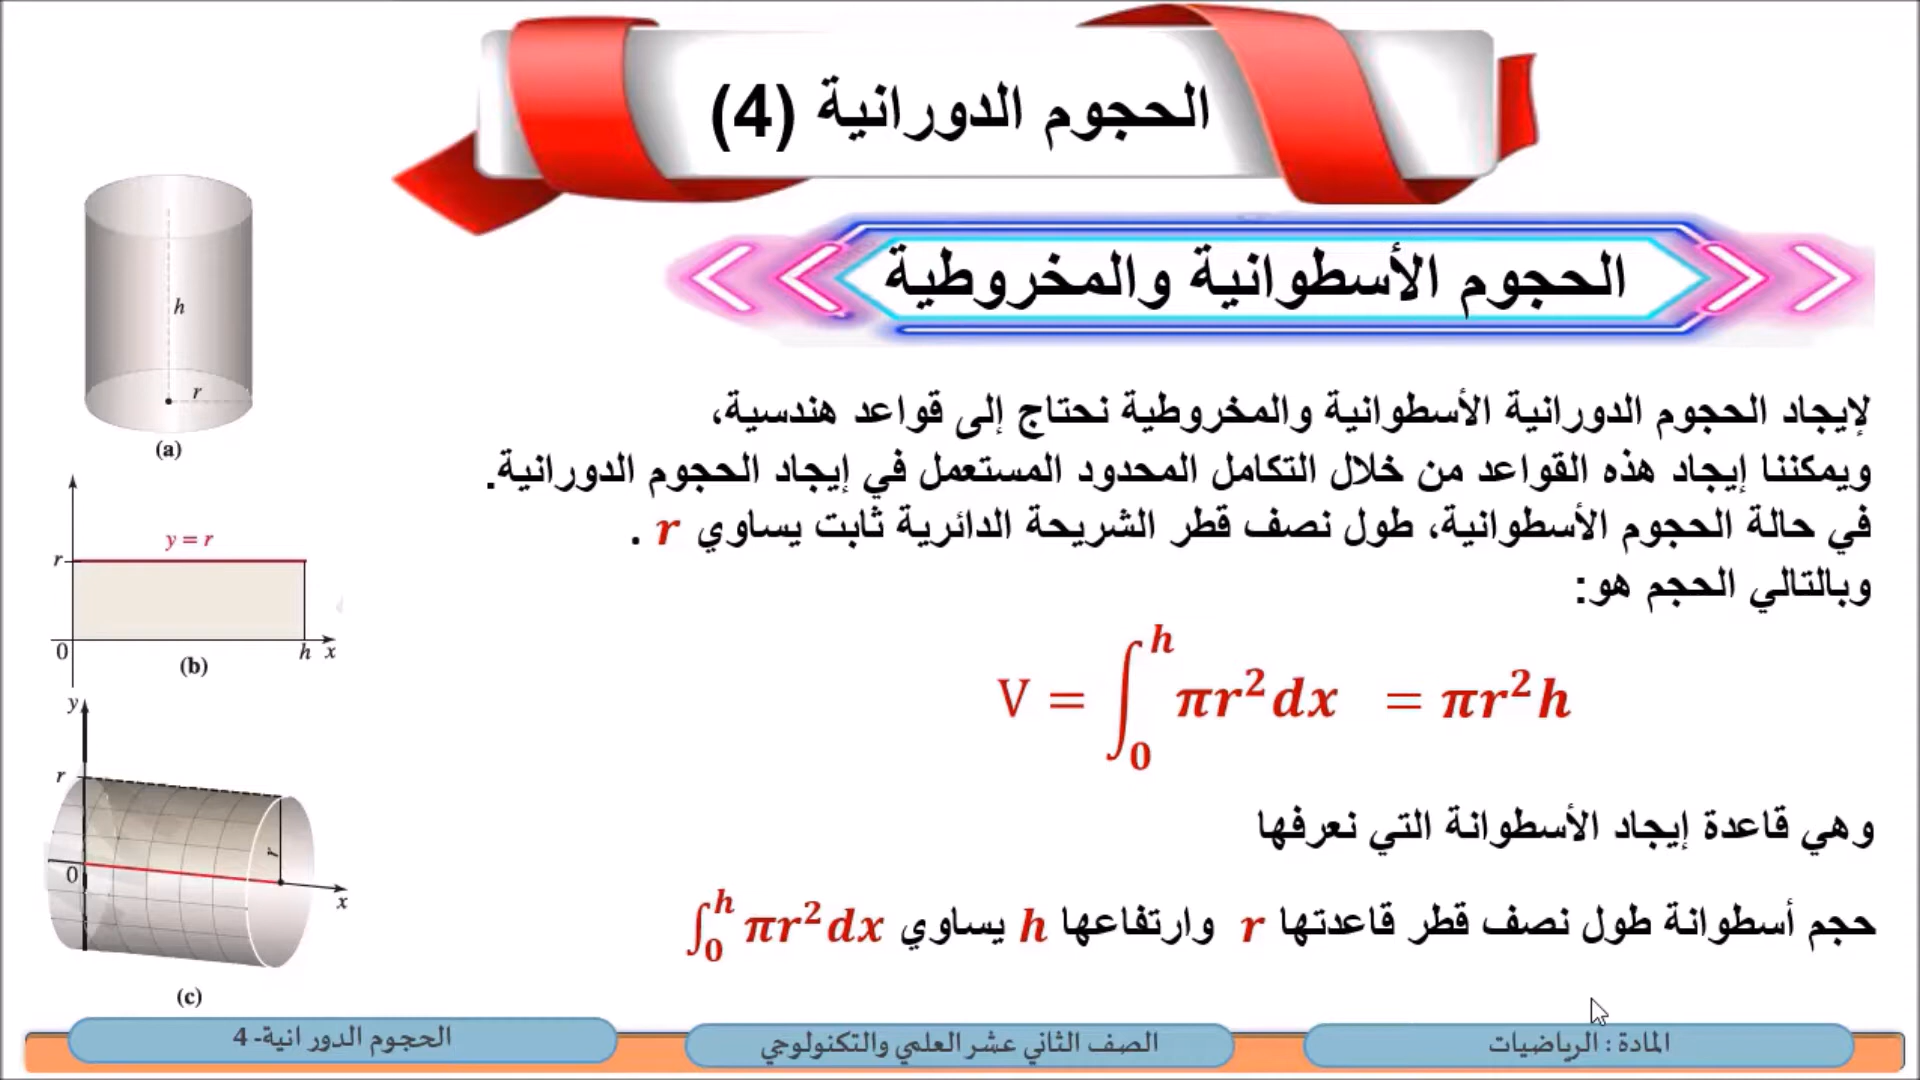 الحجوم الدورانية (4)
الحجوم الأسطوانية والمخروطية
لإيجاد الحجوم الدورانية الأسطوانية والمخروطية نحتاج إلى قواعد هندسية،
ويمكننا إيجاد هذه القواعد من خلال التكامل المحدود المستعمل في إيجاد الحجوم الدورانية.
في حالة الحجوم الأسطوانية، طول نصف قطر الشريحة الدائرية ثابت يساوي r .
وبالتالي الحجم هو:
V = ∫₀ʰ πr²dx = πr²h
وهي قاعدة إيجاد الأسطوانة التي نعرفها
حجم أسطوانة طول نصف قطر قاعدتها r وارتفاعها h يساوي ∫₀ʰ πr²dx
h
r
(a)
y = r
r
0
h x
(b)
y
r
r
0
x
(c)
المادة : الرياضيات
الصف الثاني عشر العلمي والتكنولوجي
الحجوم الدورانية- 4